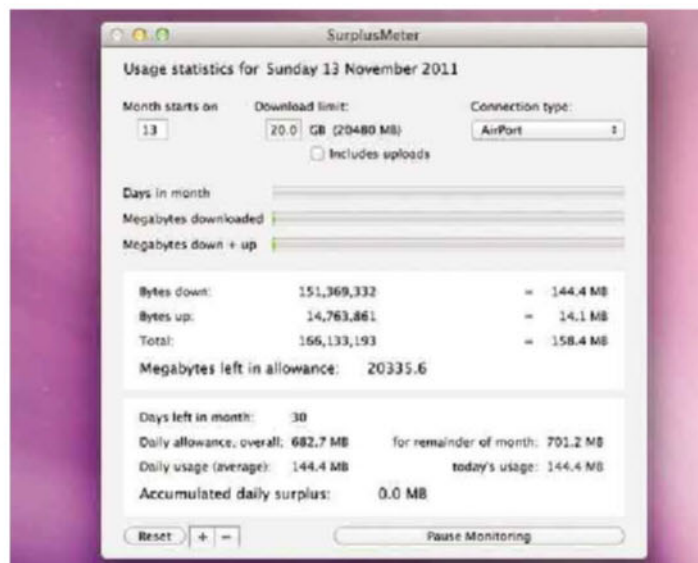 SurplusMeter
Usage statistics for Sunday 13 November 2011
Month starts on Download limit: Connection type:
13 20.0 GB (20480 MB) AirPort
Includes uploads
Days in month
Megabytes downloaded
Megabytes down + up
Bytes down: 151,369,332 = 144.4 MB
Bytes up: 14,763,861 = 14.1 MB
Total: 166,133,193 = 158.4 MB
Megabytes left in allowance: 20335.6
Days left in month: 30
Daily allowance, overall: 682.7 MB for remainder of month: 701.2 MB
Daily usage (average): 144.4 MB today's usage: 144.4 MB
Accumulated daily surplus: 0.0 MB
Reset + - Pause Monitoring